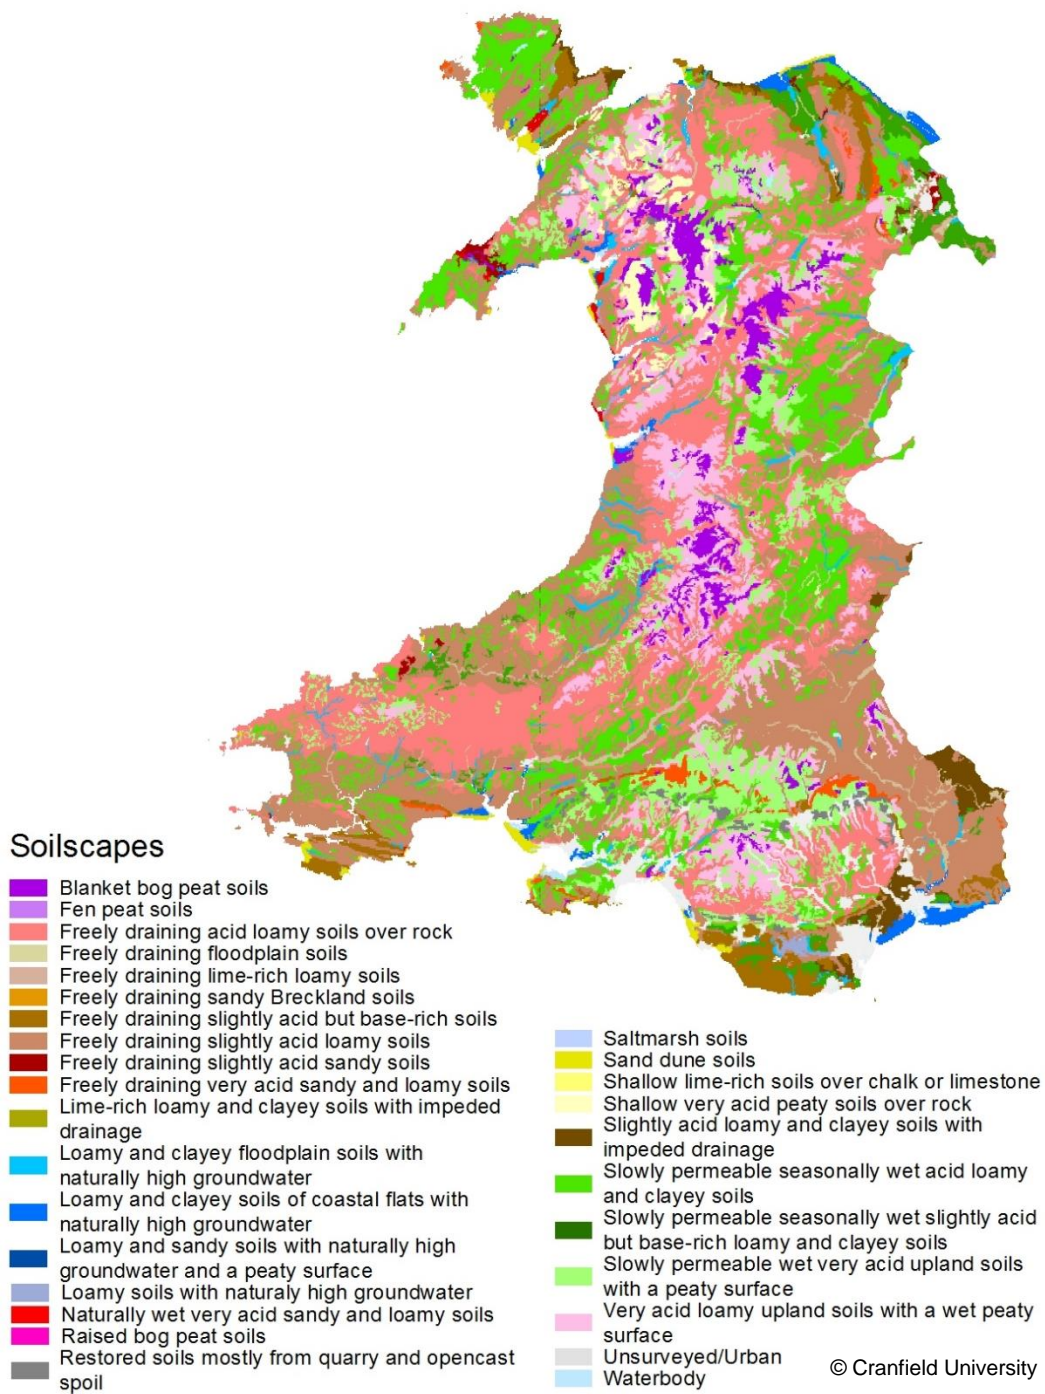 Soilscapes
Blanket bog peat soils
Fen peat soils
Freely draining acid loamy soils over rock
Freely draining floodplain soils
Freely draining lime-rich loamy soils
Freely draining sandy Breckland soils
Freely draining slightly acid but base-rich soils
Freely draining slightly acid loamy soils
Freely draining slightly acid sandy soils
Freely draining very acid sandy and loamy soils
Lime-rich loamy and clayey soils with impeded
drainage
Loamy and clayey floodplain soils with
naturally high groundwater
Loamy and clayey soils of coastal flats with
naturally high groundwater
Loamy and sandy soils with naturally high
groundwater and a peaty surface
Loamy soils with naturaly high groundwater
Naturally wet very acid sandy and loamy soils
Raised bog peat soils
Restored soils mostly from quarry and opencast
spoil
Saltmarsh soils
Sand dune soils
Shallow lime-rich soils over chalk or limestone
Shallow very acid peaty soils over rock
Slightly acid loamy and clayey soils with
impeded drainage
Slowly permeable seasonally wet acid loamy
and clayey soils
Slowly permeable seasonally wet slightly acid
but base-rich loamy and clayey soils
Slowly permeable wet very acid upland soils
with a peaty surface
Very acid loamy upland soils with a wet peaty
surface
Unsurveyed/Urban
Waterbody
© Cranfield University